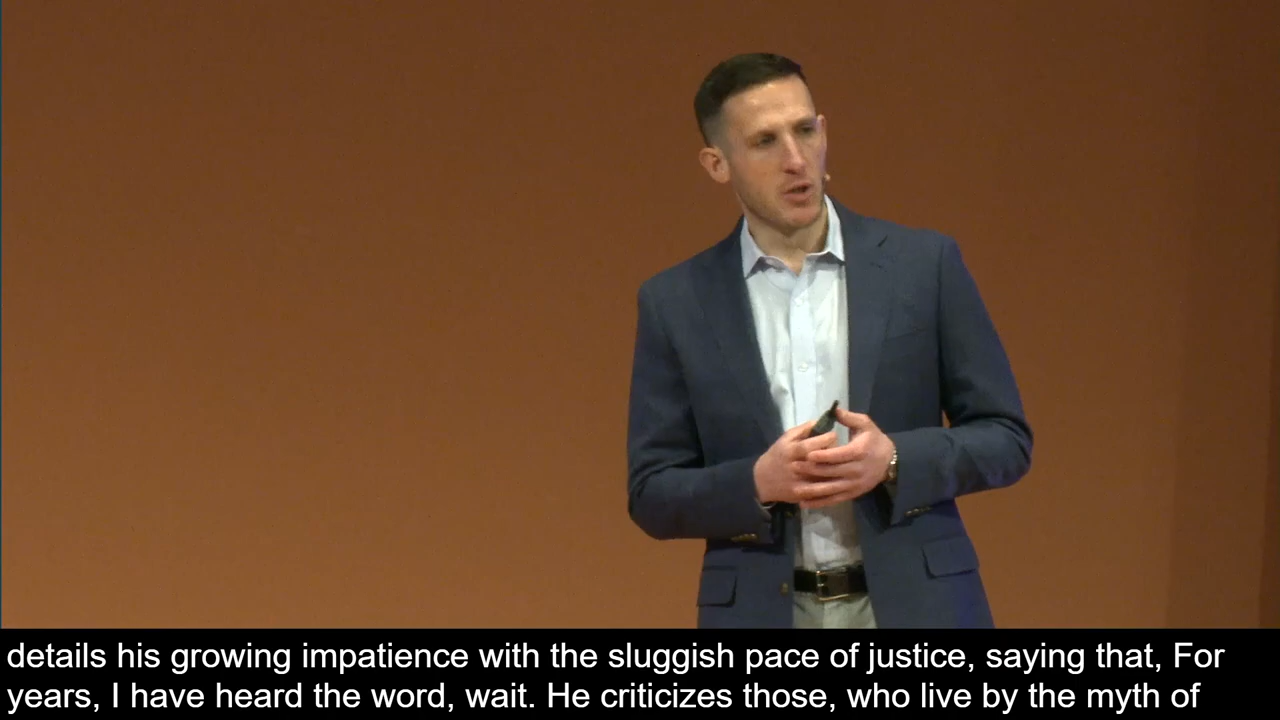 details his growing impatience with the sluggish pace of justice, saying that, For
years, I have heard the word, wait. He criticizes those, who live by the myth of